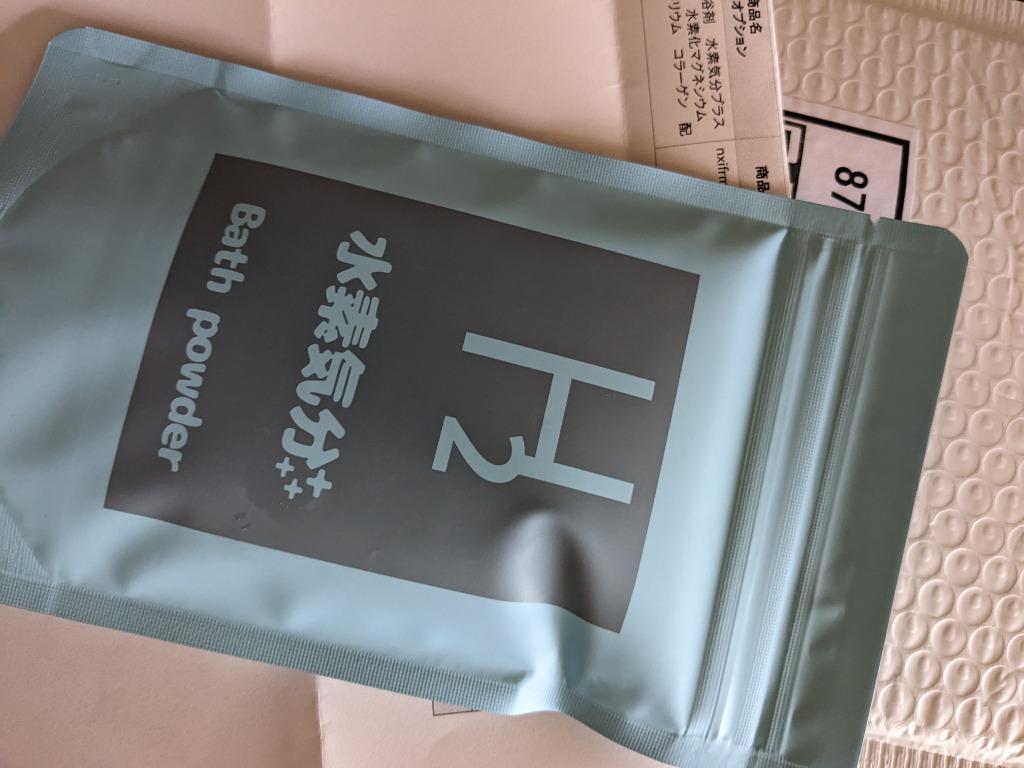 H2
水素気分
Bath powder
商品名
オプション
浴剤 水素気分プラス
水素化マグネシウム
リウム コラーゲン 配
商品
nxifrm
87